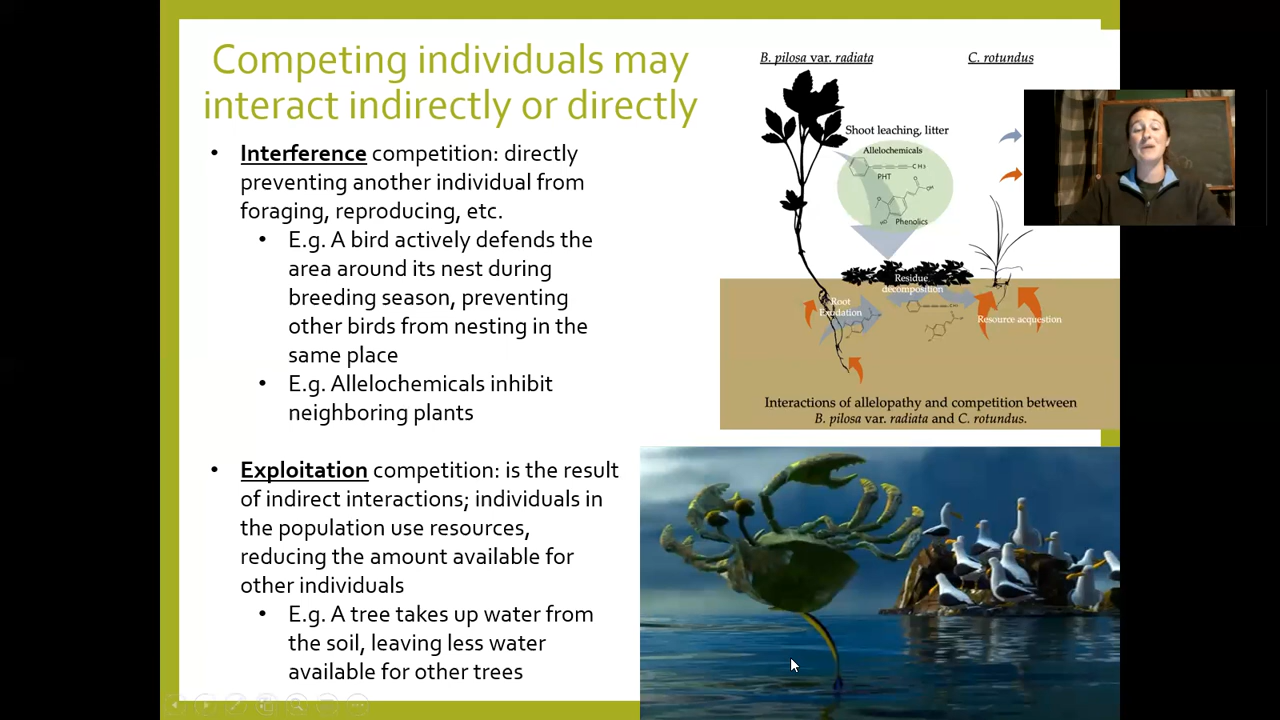 Competing individuals may
interact indirectly or directly
• Interference competition: directly
preventing another individual from
foraging, reproducing, etc.
• E.g. A bird actively defends the
area around its nest during
breeding season, preventing
other birds from nesting in the
same place
• E.g. Allelochemicals inhibit
neighboring plants
• Exploitation competition: is the result
of indirect interactions; individuals in
the population use resources,
reducing the amount available for
other individuals
• E.g. A tree takes up water from
the soil, leaving less water
available for other trees
B. pilosa var. radiata
C. rotundus
Shoot leaching, litter
Allelochemicals
CH3
PHT
OH
HO
Phenolics
Residue
decomposition
Root
Exudation
Resource acquestion
Interactions of allelopathy and competition between
B. pilosa var. radiata and C. rotundus.